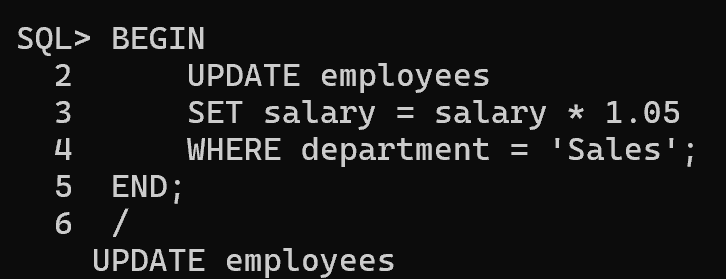 SQL> BEGIN
  2      UPDATE employees
  3      SET salary = salary * 1.05
  4      WHERE department = 'Sales';
  5  END;
  6  /
    UPDATE employees